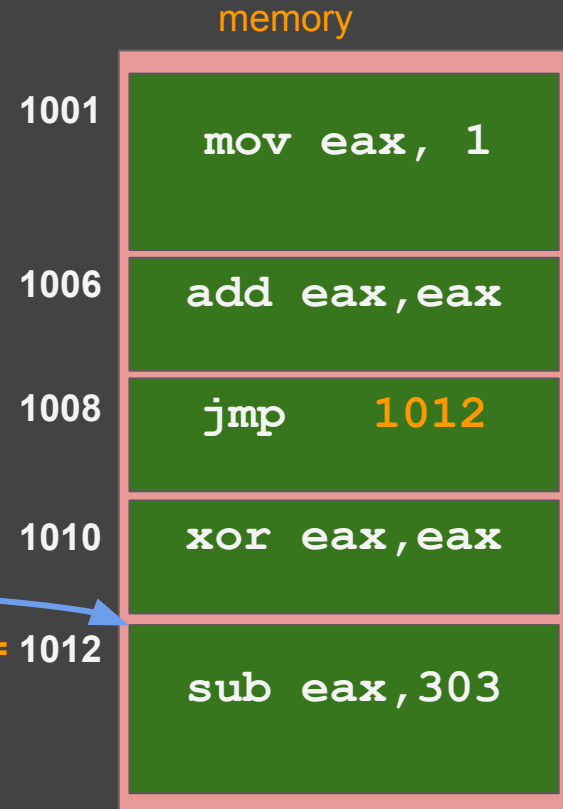 memory
1001
mov eax, 1
1006
add eax,eax
1008
jmp 1012
1010
xor eax,eax
= 1012
sub eax,303